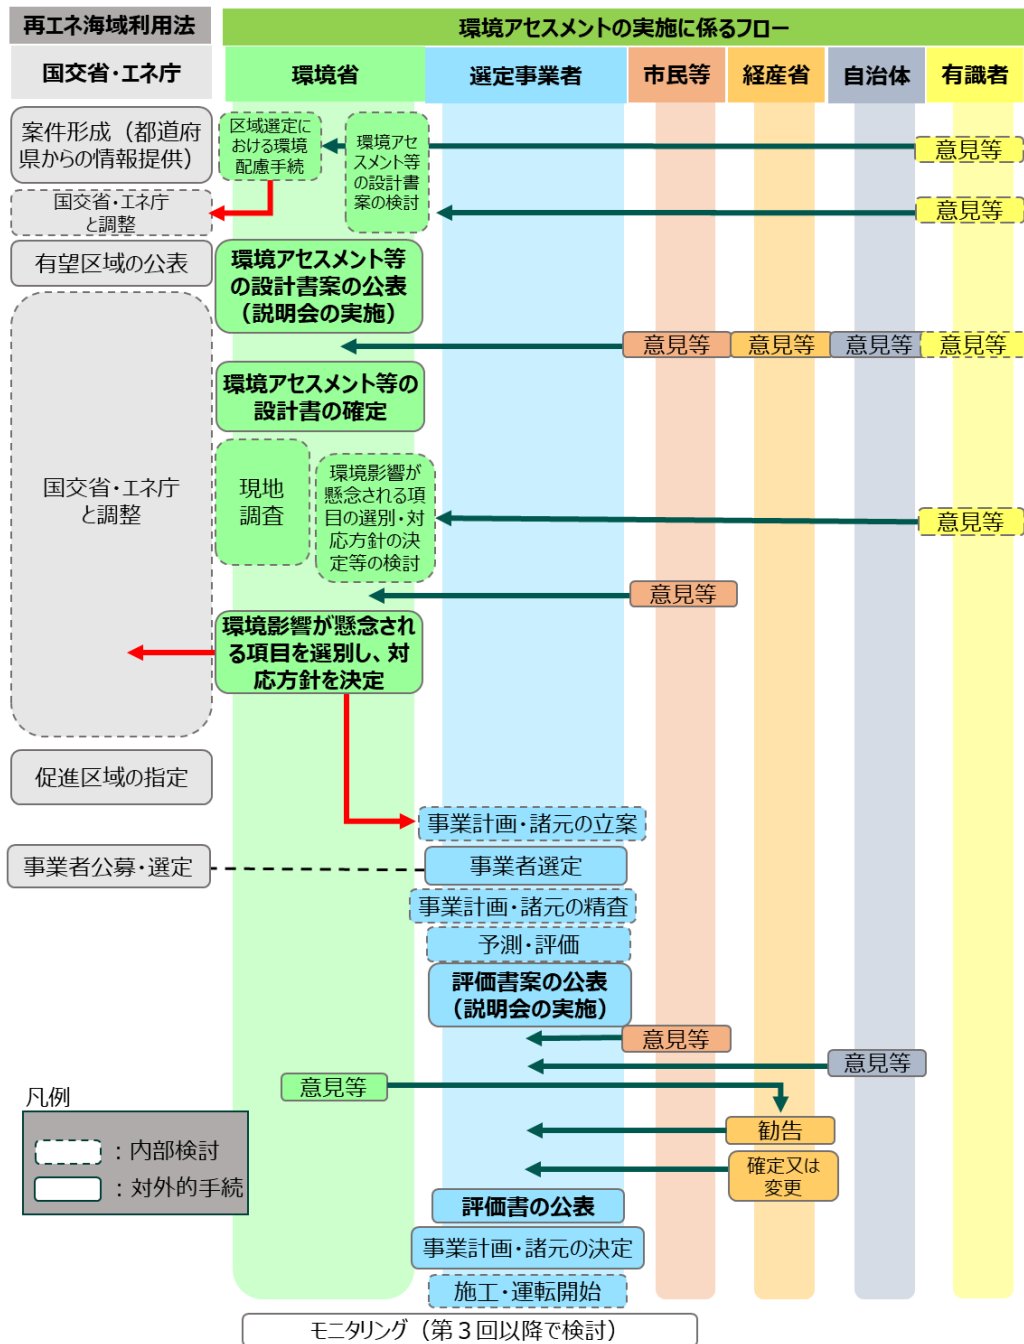 再エネ海域利用法
環境アセスメントの実施に係るフロー
国交省・エネ庁
環境省
選定事業者
市民等
経産省
自治体
有識者
案件形成（都道府
県からの情報提供）
区域選定に
おける環境
配慮手続
環境アセ
スメント等
の設計書
案の検討
意見等
国交省・エネ庁
と調整
意見等
有望区域の公表
環境アセスメント等
の設計書案の公表
（説明会の実施）
意見等
意見等
意見等
意見等
環境アセスメント等の
設計書の確定
国交省・エネ庁
と調整
現地
調査
環境影響が
懸念される項
目の選別・対
応方針の決
定等の検討
意見等
意見等
環境影響が懸念され
る項目を選別し、対
応方針を決定
促進区域の指定
事業計画・諸元の立案
事業者公募・選定
事業者選定
事業計画・諸元の精査
予測・評価
評価書案の公表
（説明会の実施）
意見等
意見等
意見等
凡例
：内部検討
：対外的手続
勧告
確定又は
変更
評価書の公表
事業計画・諸元の決定
施工・運転開始
モニタリング（第３回以降で検討）